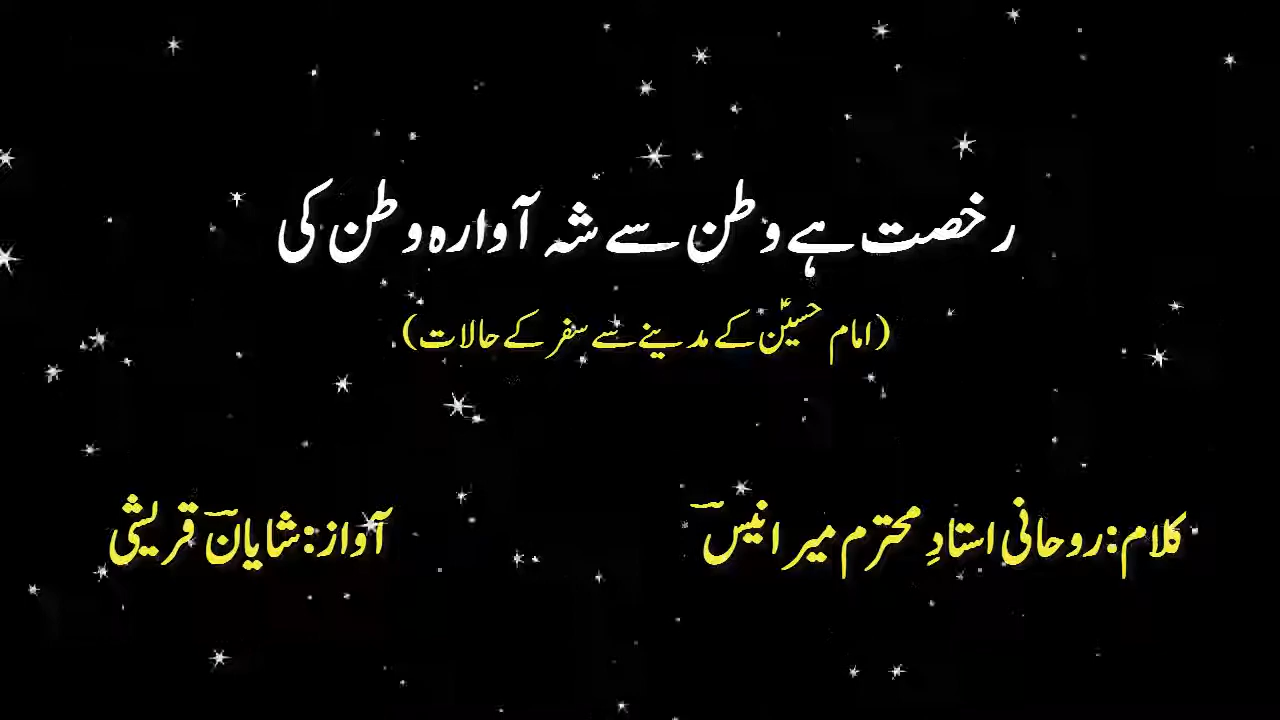 رخصت ہے وطن سے شہ آوارہ وطن کی
(امام حسینؑ کے مدینے سے سفر کے حالات)
کلام: روحانی استادِ محترم میر انیسؔ
آواز: شایانؔ قریشی